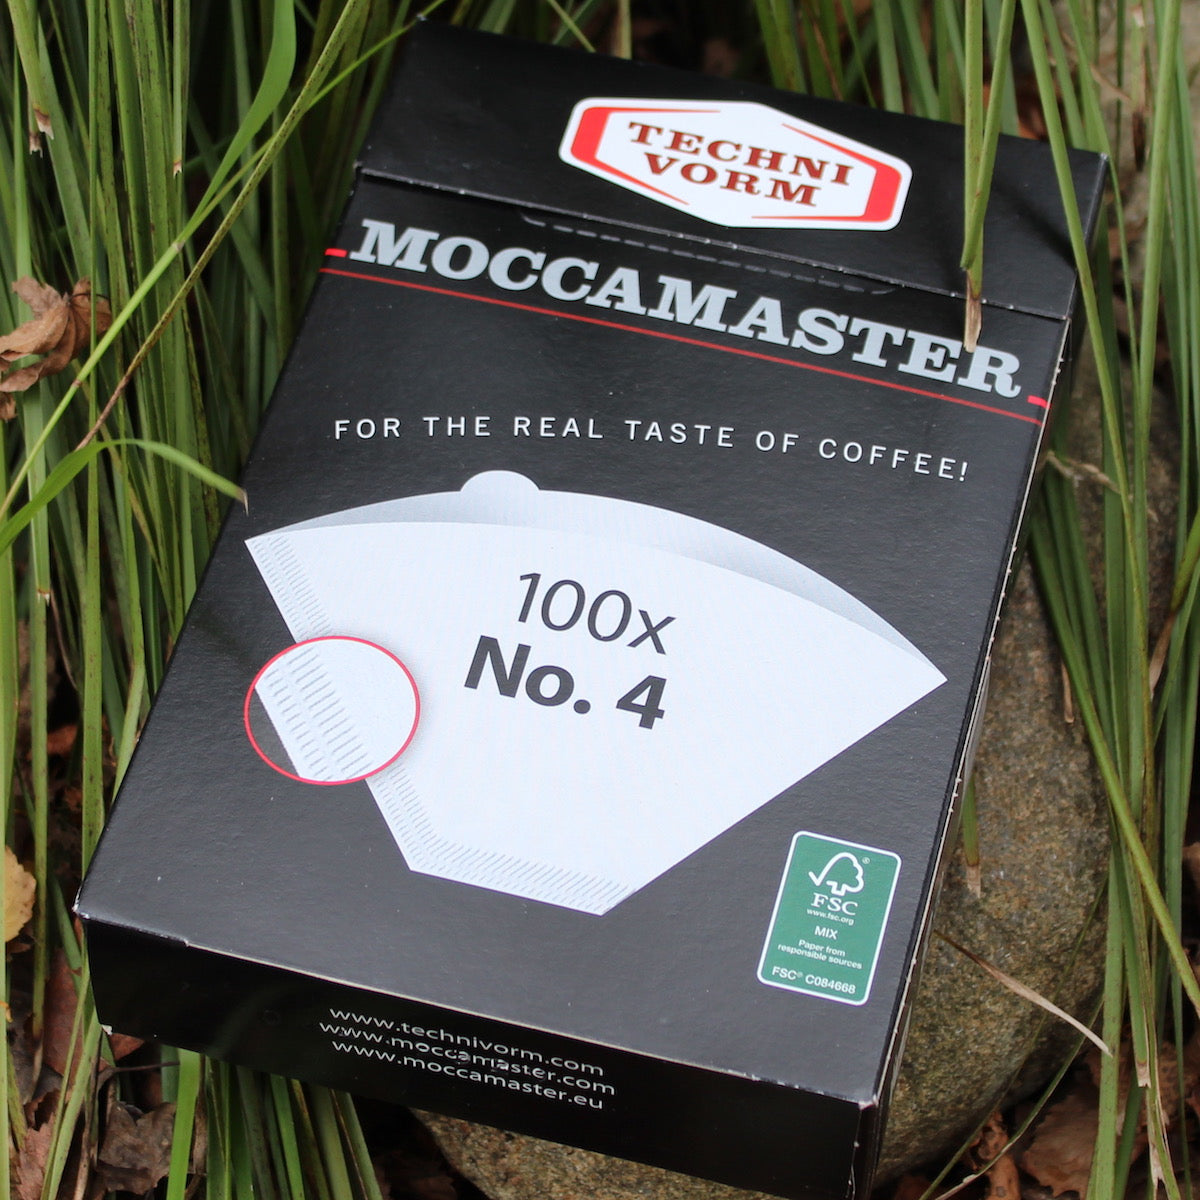 TECHNI
VORM
MOCCAMASTER
FOR THE REAL TASTE OF COFFEE!
100x
No. 4
FSC®
www.fsc.org
MIX
Paper from
responsible sources
FSC® C084668
www.technivorm.com
www.moccamaster.com
www.moccamaster.eu